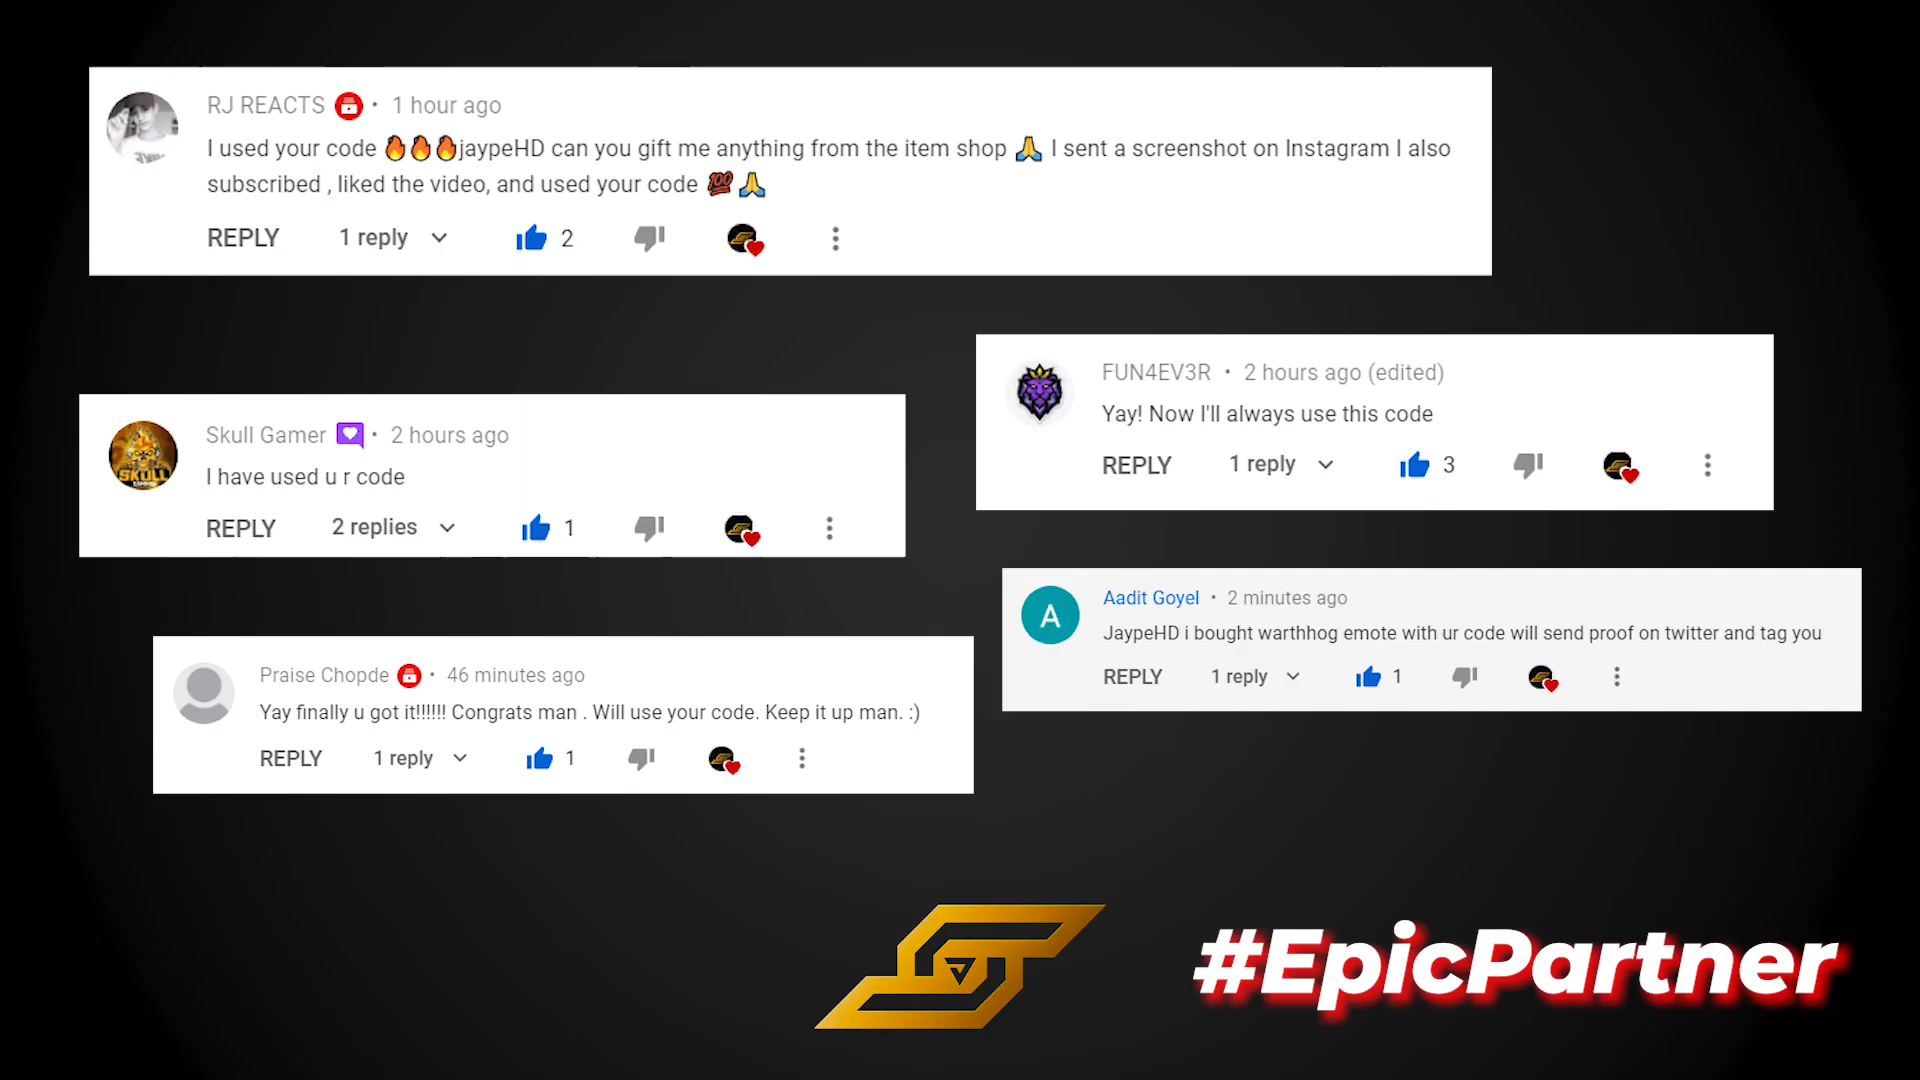 RJ REACTS • 1 hour ago
I used your code 🔥🔥🔥jaypeHD can you gift me anything from the item shop 🙏 I sent a screenshot on Instagram I also
subscribed , liked the video, and used your code 💯🙏
REPLY 1 reply 2
FUN4EV3R • 2 hours ago (edited)
Yay! Now I'll always use this code
REPLY 1 reply 3
SKULL
Skull Gamer • 2 hours ago
I have used u r code
REPLY 2 replies 1
A
Aadit Goyel • 2 minutes ago
JaypeHD i bought warthhog emote with ur code will send proof on twitter and tag you
REPLY 1 reply 1
Praise Chopde • 46 minutes ago
Yay finally u got it!!!!!! Congrats man . Will use your code. Keep it up man. :)
REPLY 1 reply 1
#EpicPartner